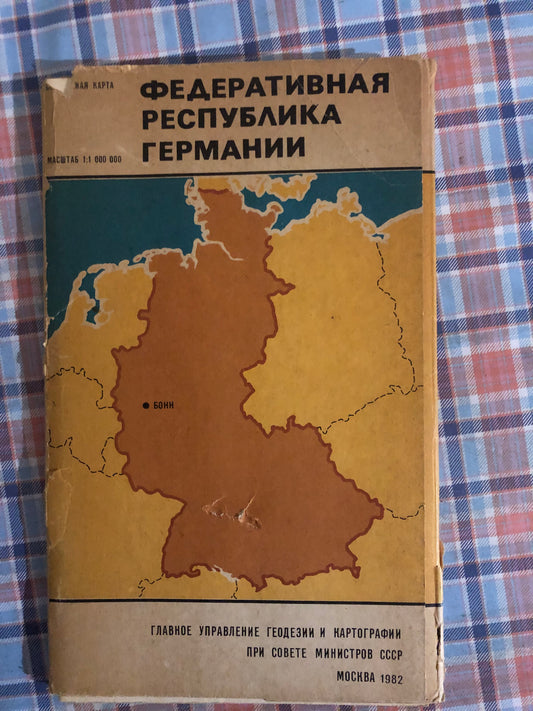 КАРТА
ФЕДЕРАТИВНАЯ
РЕСПУБЛИКА
ГЕРМАНИИ
МАСШТАБ 1:1 000 000
БОНН
ГЛАВНОЕ УПРАВЛЕНИЕ ГЕОДЕЗИИ И КАРТОГРАФИИ
ПРИ СОВЕТЕ МИНИСТРОВ СССР
МОСКВА 1982